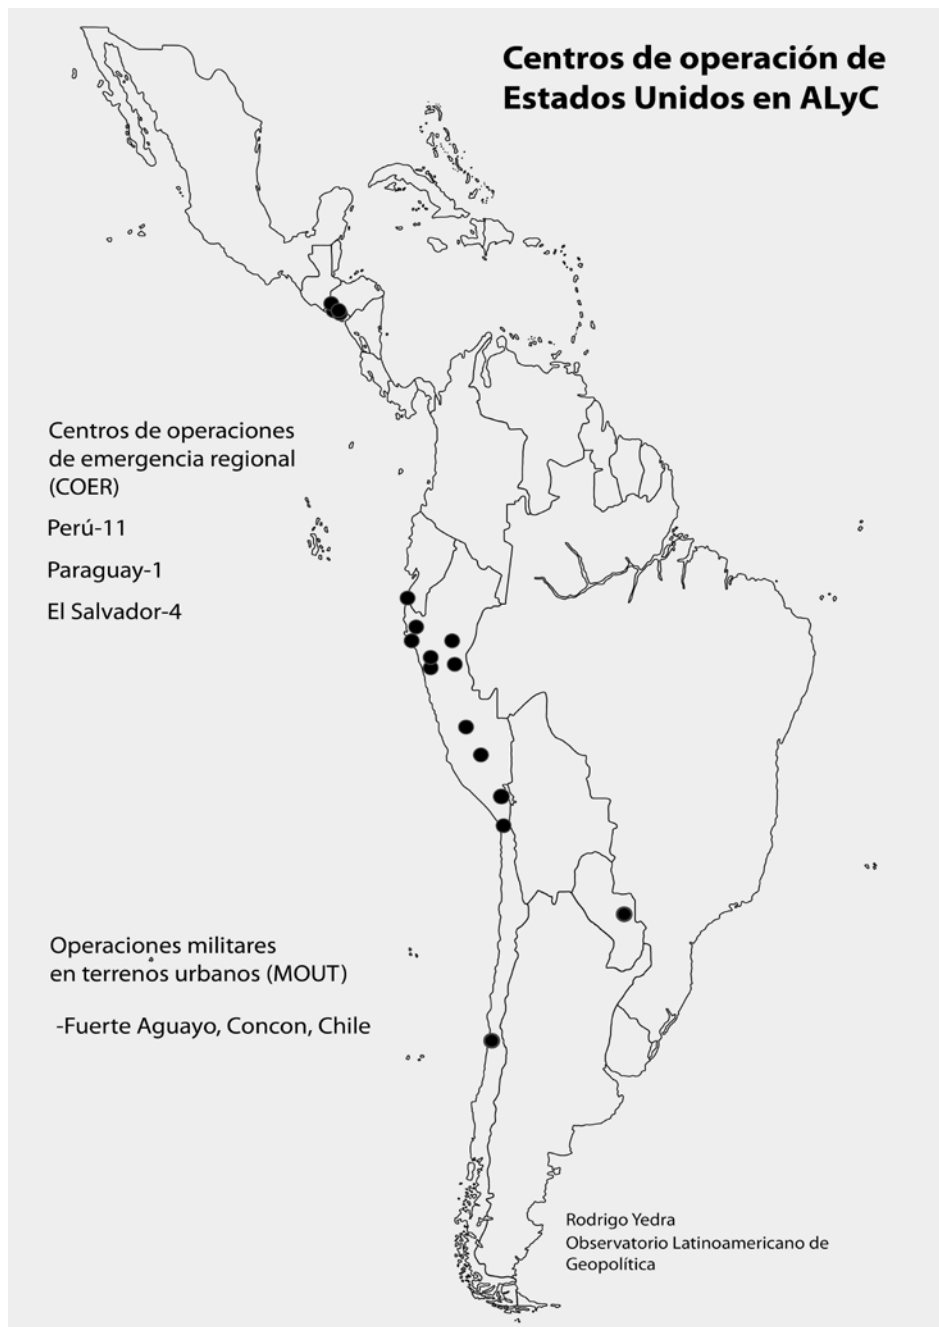 Centros de operación de
Estados Unidos en ALyC
Centros de operaciones
de emergencia regional
(COER)
Perú-11
Paraguay-1
El Salvador-4
Operaciones militares
en terrenos urbanos (MOUT)
-Fuerte Aguayo, Concon, Chile
Rodrigo Yedra
Observatorio Latinoamericano de
Geopolítica